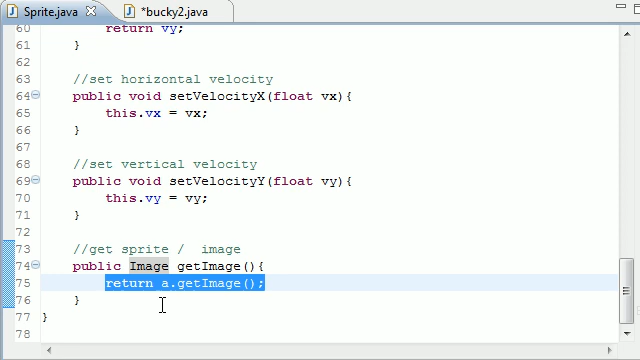 Sprite.java *bucky2.java
60 return vy;
61 }
62
63 //set horizontal velocity
64 public void setVelocityX(float vx){
65 this.vx = vx;
66 }
67
68 //set vertical velocity
69 public void setVelocityY(float vy){
70 this.vy = vy;
71 }
72
73 //get sprite / image
74 public Image getImage(){
75 return a.getImage();
76 }
77 }
78